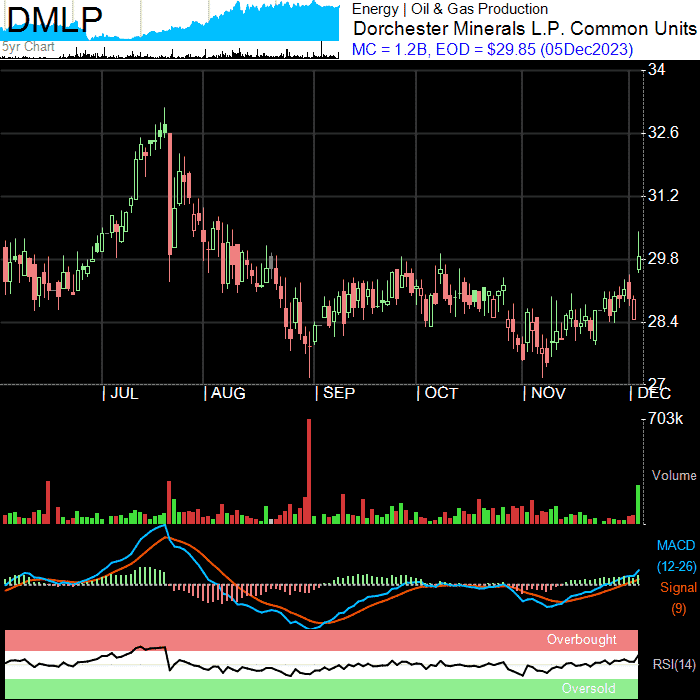 DMLP
5yr Chart
Energy | Oil & Gas Production
Dorchester Minerals L.P. Common Units
MC = 1.2B, EOD = $29.85 (05Dec2023)
34
32.6
31.2
29.8
28.4
27
JUL
AUG
SEP
OCT
NOV
DEC
703k
Volume
MACD
(12-26)
Signal
(9)
Overbought
RSI(14)
Oversold